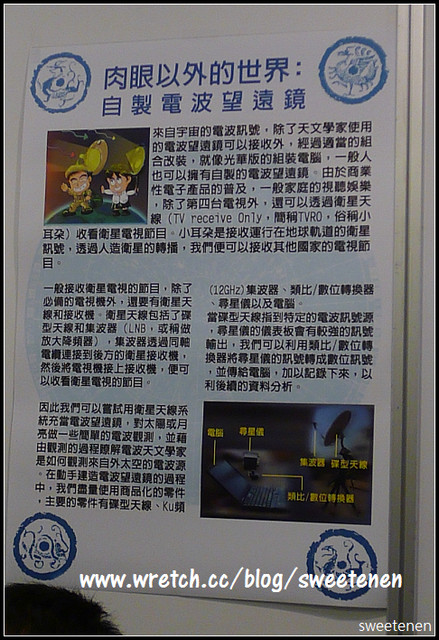 肉眼以外的世界：
自製電波望遠鏡
來自宇宙的電波訊號，除了天文學家使用
的電波望遠鏡可以接收外，經過適當的組
合改裝，就像光華版的組裝電腦，一般人
也可以擁有自製的電波望遠鏡。由於商業
性電子產品的普及，一般家庭的視聽娛樂
，除了第四台外，還可以透過衛星天
線（TV receive Only，簡稱TVRO，俗稱小
耳朵）收看衛星電視節目。小耳朵是接收運行在地球軌道的衛星
訊號，透過人造衛星的轉播，我們便可以接收其他國家的電視節
目。
一般接收衛星電視的節目，除了
必備的電視機外，還要有衛星天
線和接收機。衛星天線包括了碟
型天線和集波器（LNB，或稱做
放大降頻器），集波器透過同軸
電纜連接到後方的衛星接收機，
然後將電視機接上接收機，便可
以收看衛星電視的節目。
因此我們可以嘗試用衛星天線系
統充當電波望遠鏡，對太陽或月
亮做一些簡單的電波觀測，並藉
由觀測的過程瞭解電波天文學家
是如何觀測來自外太空的電波源
。在動手建造電波望遠鏡的過程
中，我們盡量使用商品化的零件
，主要的零件有碟型天線、Ku頻
(12GHz)集波器、類比/數位轉換器
、尋星儀以及電腦。
當碟型天線指到特定的電波訊號源
，尋星儀的儀表板會有較強的訊號
輸出，我們可以利用類比/數位轉
換器將尋星儀的訊號轉成數位訊號
，並傳給電腦，加以記錄下來，以
利後續的資料分析。
電腦
尋星儀
集波器 碟型天線
類比/數位轉換器
www.wretch.cc/blog/sweetenen
sweetenen